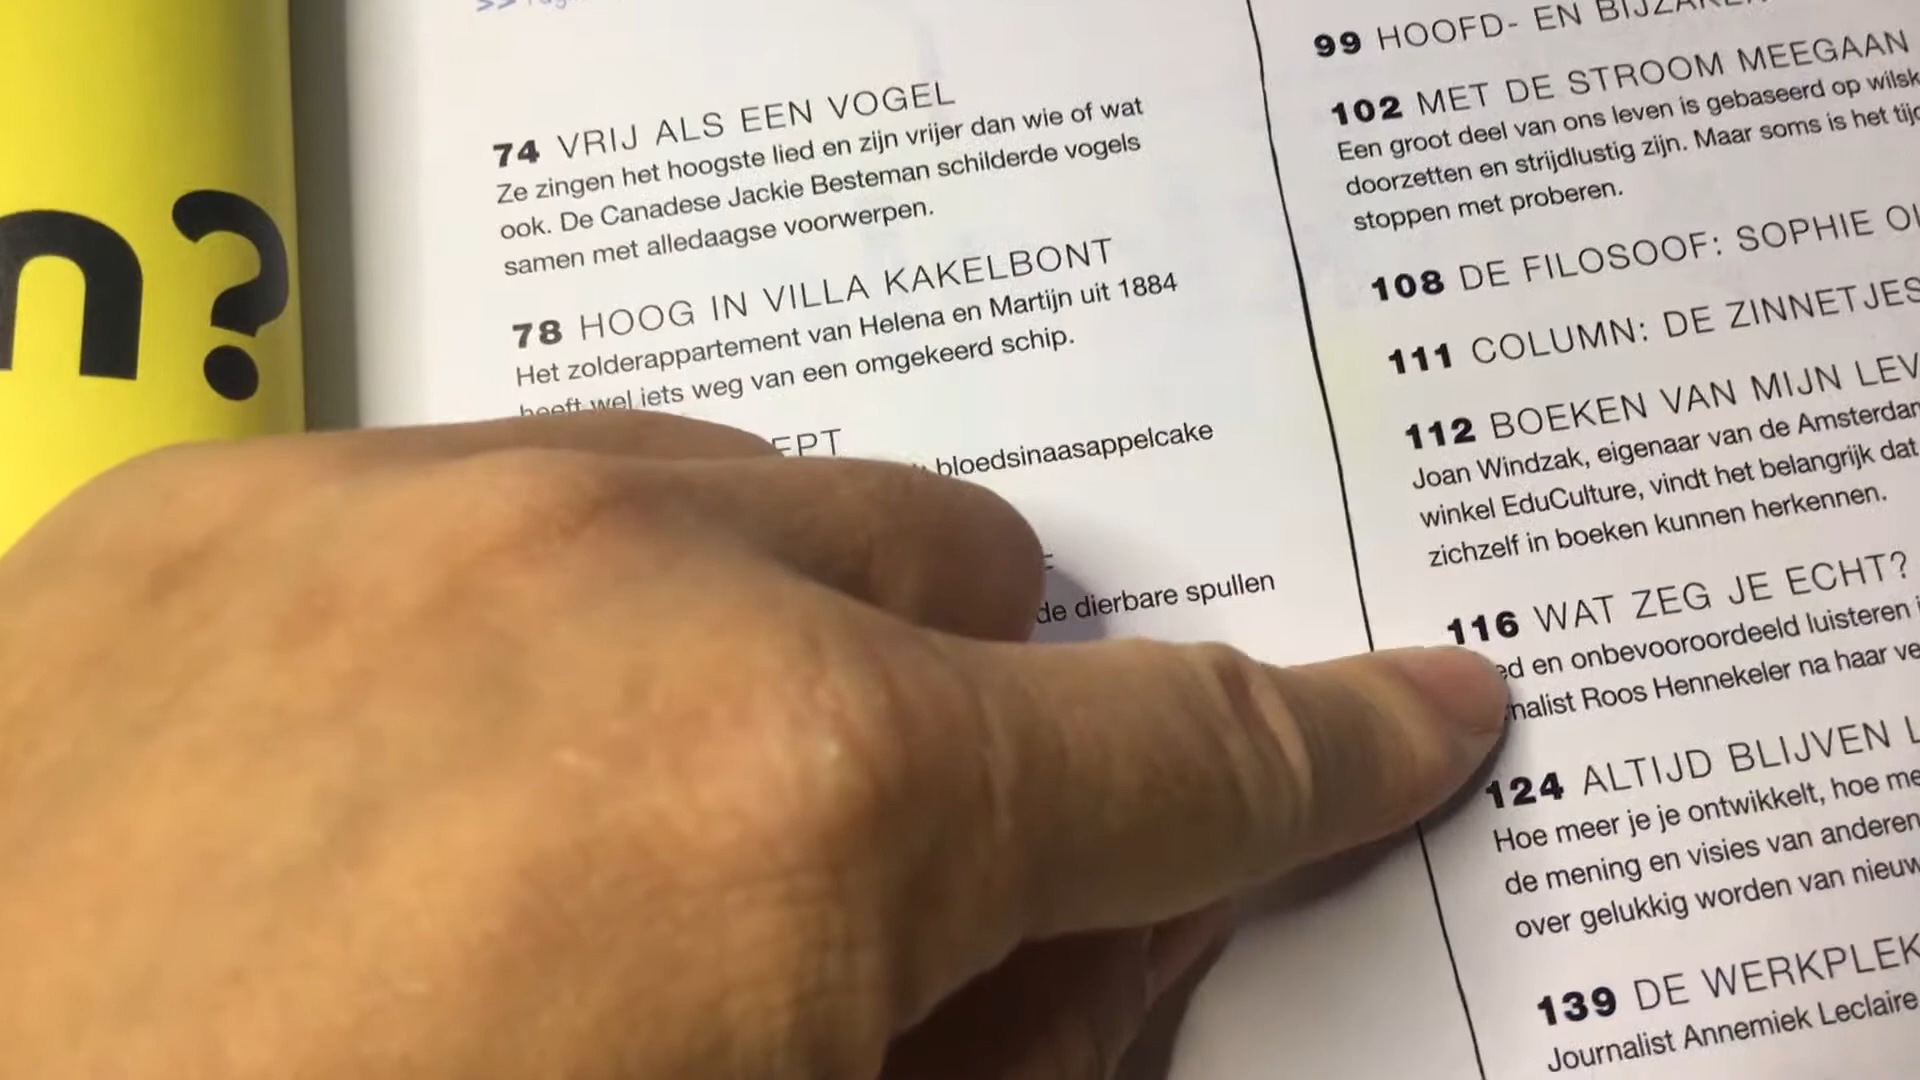 n?
74 VRIJ ALS EEN VOGEL
Ze zingen het hoogste lied en zijn vrijer dan wie of wat
ook. De Canadese Jackie Besteman schilderde vogels
samen met alledaagse voorwerpen.
78 HOOG IN VILLA KAKELBONT
Het zolderappartement van Helena en Martijn uit 1884
heeft wel iets weg van een omgekeerd schip.
bloedsinaasappelcake
de dierbare spullen
99 HOOFD- EN
102 MET DE STROOM MEEGAAN
Een groot deel van ons leven is gebaseerd op
doorzetten en strijdlustig zijn. Maar soms is het
stoppen met proberen.
108 DE FILOSOOF: SOPHIE
111 COLUMN: DE
112 BOEKEN VAN MIJN
Joan Windzak, eigenaar van de
winkel EduCulture, vindt het belangrijk dat
zichzelf in boeken kunnen herkennen.
116 WAT ZEG JE ECHT?
en onbevooroordeeld luisteren
Roos Hennekeler na haar
124 ALTIJD BLIJVEN
Hoe meer je je ontwikkelt, hoe
de mening en visies van anderen
over gelukkig worden van
139 DE WERKPLEK
Journalist Annemiek Leclaire